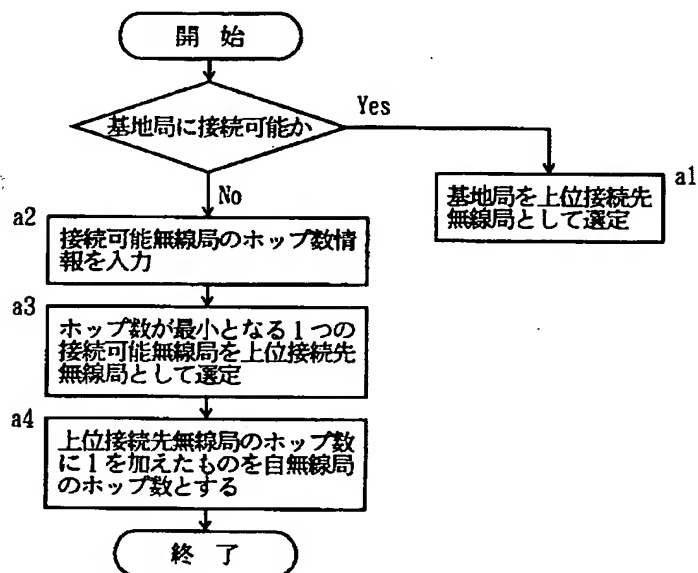 開始
基地局に接続可能か
Yes
a1
基地局を上位接続先
無線局として選定
No
a2
接続可能無線局のホップ数情
報を入力
a3
ホップ数が最小となる1つの
接続可能無線局を上位接続先
無線局として選定
a4
上位接続先無線局のホップ数
に1を加えたものを自無線局
のホップ数とする
終了